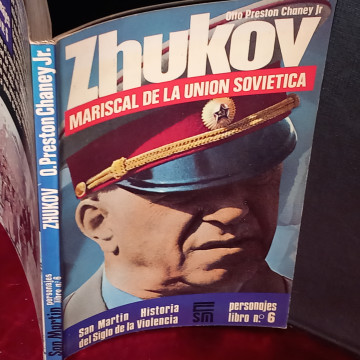 Otto Preston Chaney Jr
Zhukov
MARISCAL DE LA UNION SOVIETICA
San Martin Historia
del Siglo de la Violencia
SM
personajes
libro nº 6
ZHUKOV O. Preston Chaney Jr.
San Martin
personajes
libro nº 6